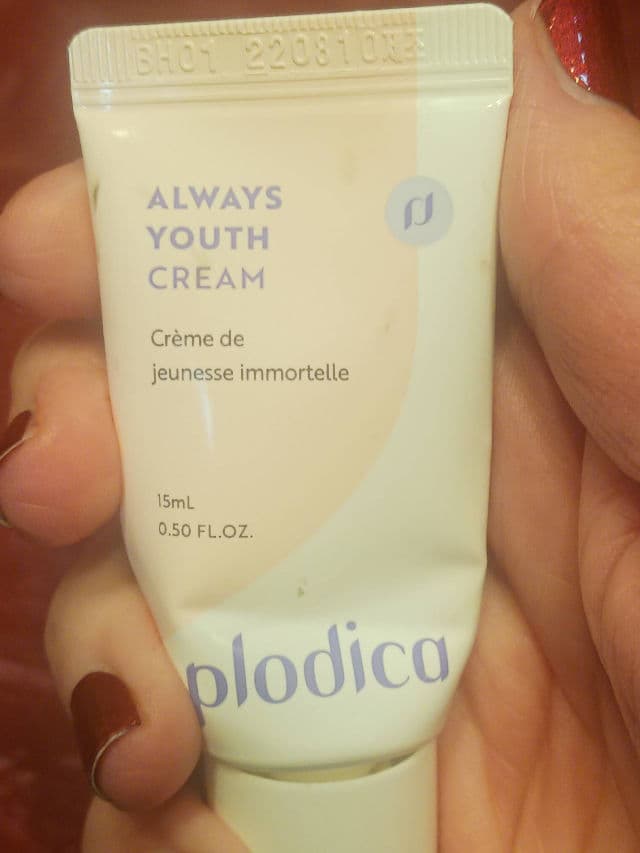 BH01 220810
ALWAYS
YOUTH
CREAM
Crème de
jeunesse immortelle
15mL
0.50 FL.OZ.
plodica